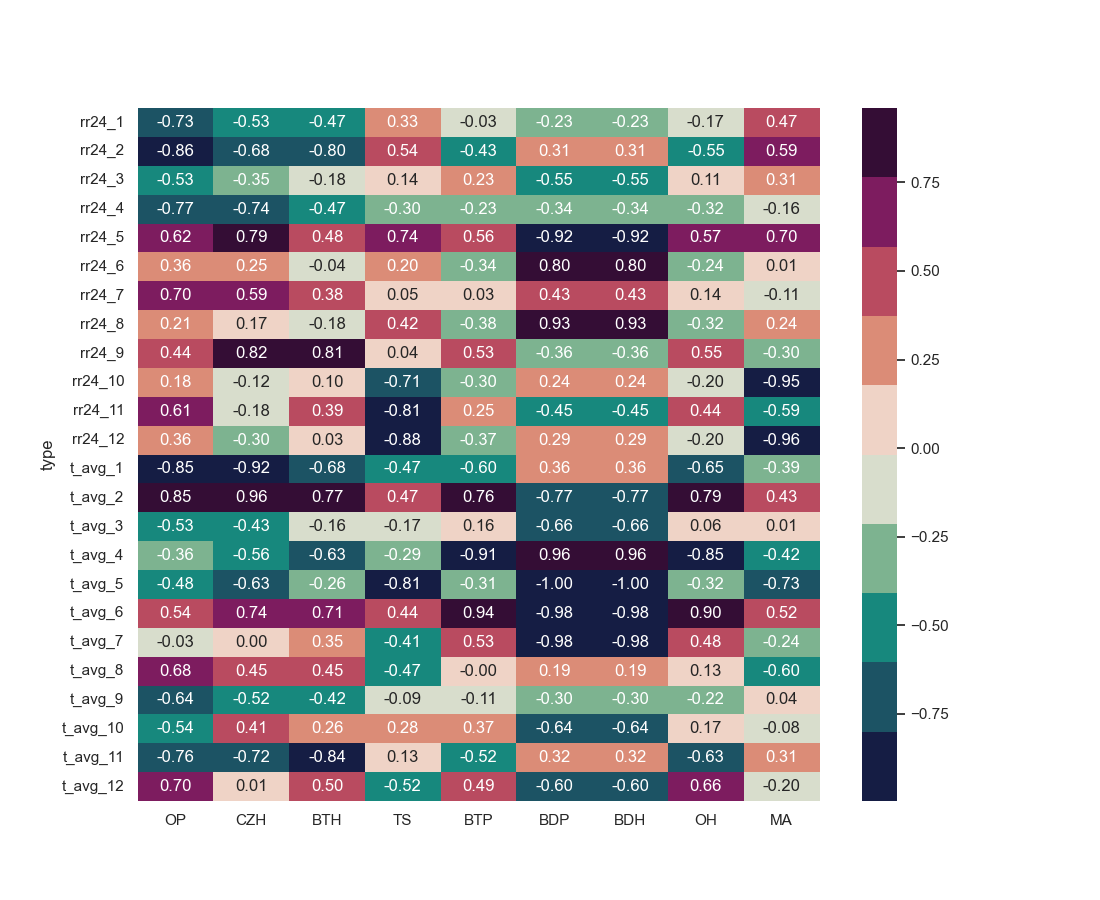 rr24_1 -0.73 -0.53 -0.47 0.33 -0.03 -0.23 -0.23 -0.17 0.47
rr24_2 -0.86 -0.68 -0.80 0.54 -0.43 0.31 0.31 -0.55 0.59
rr24_3 -0.53 -0.35 -0.18 0.14 0.23 -0.55 -0.55 0.11 0.31
rr24_4 -0.77 -0.74 -0.47 -0.30 -0.23 -0.34 -0.34 -0.32 -0.16
rr24_5 0.62 0.79 0.48 0.74 0.56 -0.92 -0.92 0.57 0.70
rr24_6 0.36 0.25 -0.04 0.20 -0.34 0.80 0.80 -0.24 0.01
rr24_7 0.70 0.59 0.38 0.05 0.03 0.43 0.43 0.14 -0.11
rr24_8 0.21 0.17 -0.18 0.42 -0.38 0.93 0.93 -0.32 0.24
rr24_9 0.44 0.82 0.81 0.04 0.53 -0.36 -0.36 0.55 -0.30
rr24_10 0.18 -0.12 0.10 -0.71 -0.30 0.24 0.24 -0.20 -0.95
rr24_11 0.61 -0.18 0.39 -0.81 0.25 -0.45 -0.45 0.44 -0.59
rr24_12 0.36 -0.30 0.03 -0.88 -0.37 0.29 0.29 -0.20 -0.96
t_avg_1 -0.85 -0.92 -0.68 -0.47 -0.60 0.36 0.36 -0.65 -0.39
t_avg_2 0.85 0.96 0.77 0.47 0.76 -0.77 -0.77 0.79 0.43
t_avg_3 -0.53 -0.43 -0.16 -0.17 0.16 -0.66 -0.66 0.06 0.01
t_avg_4 -0.36 -0.56 -0.63 -0.29 -0.91 0.96 0.96 -0.85 -0.42
t_avg_5 -0.48 -0.63 -0.26 -0.81 -0.31 -1.00 -1.00 -0.32 -0.73
t_avg_6 0.54 0.74 0.71 0.44 0.94 -0.98 -0.98 0.90 0.52
t_avg_7 -0.03 0.00 0.35 -0.41 0.53 -0.98 -0.98 0.48 -0.24
t_avg_8 0.68 0.45 0.45 -0.47 -0.00 0.19 0.19 0.13 -0.60
t_avg_9 -0.64 -0.52 -0.42 -0.09 -0.11 -0.30 -0.30 -0.22 0.04
t_avg_10 -0.54 0.41 0.26 0.28 0.37 -0.64 -0.64 0.17 -0.08
t_avg_11 -0.76 -0.72 -0.84 0.13 -0.52 0.32 0.32 -0.63 0.31
t_avg_12 0.70 0.01 0.50 -0.52 0.49 -0.60 -0.60 0.66 -0.20
OP CZH BTH TS BTP BDP BDH OH MA
type
0.75
0.50
0.25
0.00
−0.25
−0.50
−0.75